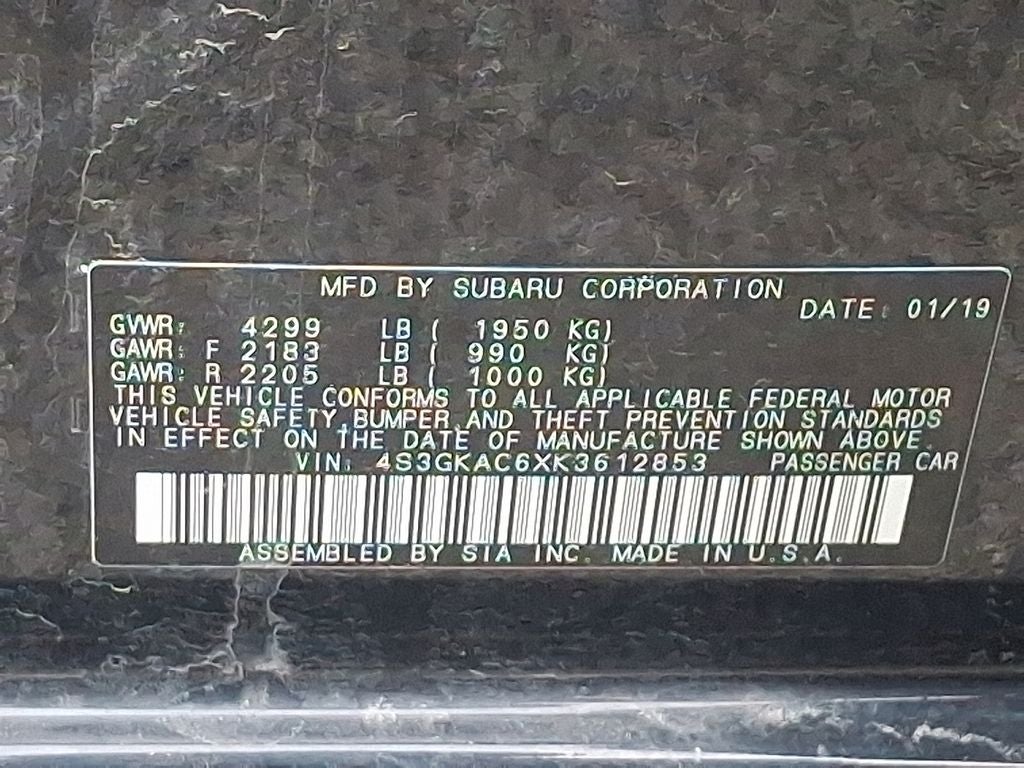 MFD BY SUBARU CORPORATION
DATE: 01/19
GVWR: 4299 LB ( 1950 KG)
GAWR: F 2183 LB ( 990 KG)
GAWR: R 2205 LB ( 1000 KG)
THIS VEHICLE CONFORMS TO ALL APPLICABLE FEDERAL MOTOR
VEHICLE SAFETY, BUMPER, AND THEFT PREVENTION STANDARDS
IN EFFECT ON THE DATE OF MANUFACTURE SHOWN ABOVE.
VIN: 4S3GKAC6XK3612853 PASSENGER CAR
ASSEMBLED BY SIA INC. MADE IN U.S.A.